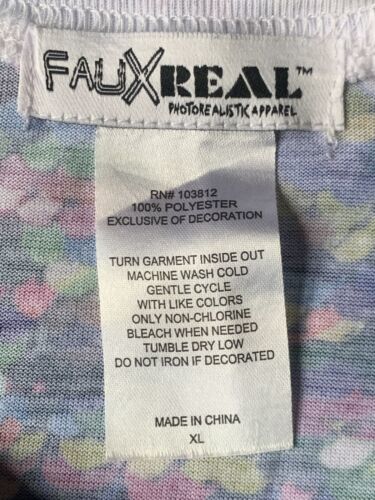 FAUXREAL™
PHOTOREALISTIC APPAREL
RN# 103812
100% POLYESTER
EXCLUSIVE OF DECORATION
TURN GARMENT INSIDE OUT
MACHINE WASH COLD
GENTLE CYCLE
WITH LIKE COLORS
ONLY NON-CHLORINE
BLEACH WHEN NEEDED
TUMBLE DRY LOW
DO NOT IRON IF DECORATED
MADE IN CHINA
XL